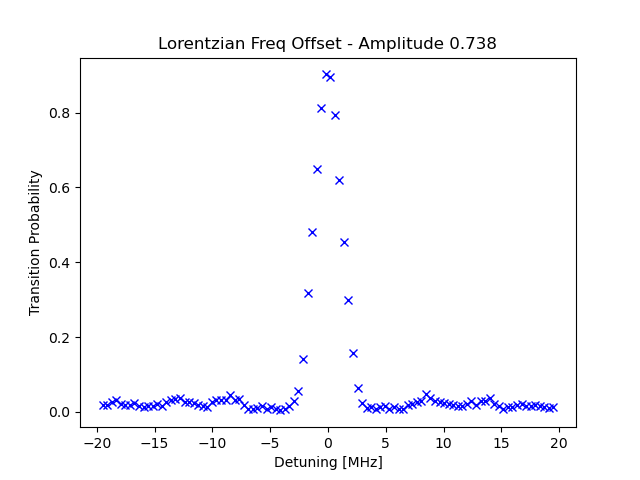 Lorentzian Freq Offset - Amplitude 0.738
Transition Probability
0.8
0.6
0.4
0.2
0.0
−20 −15 −10 −5 0 5 10 15 20
Detuning [MHz]